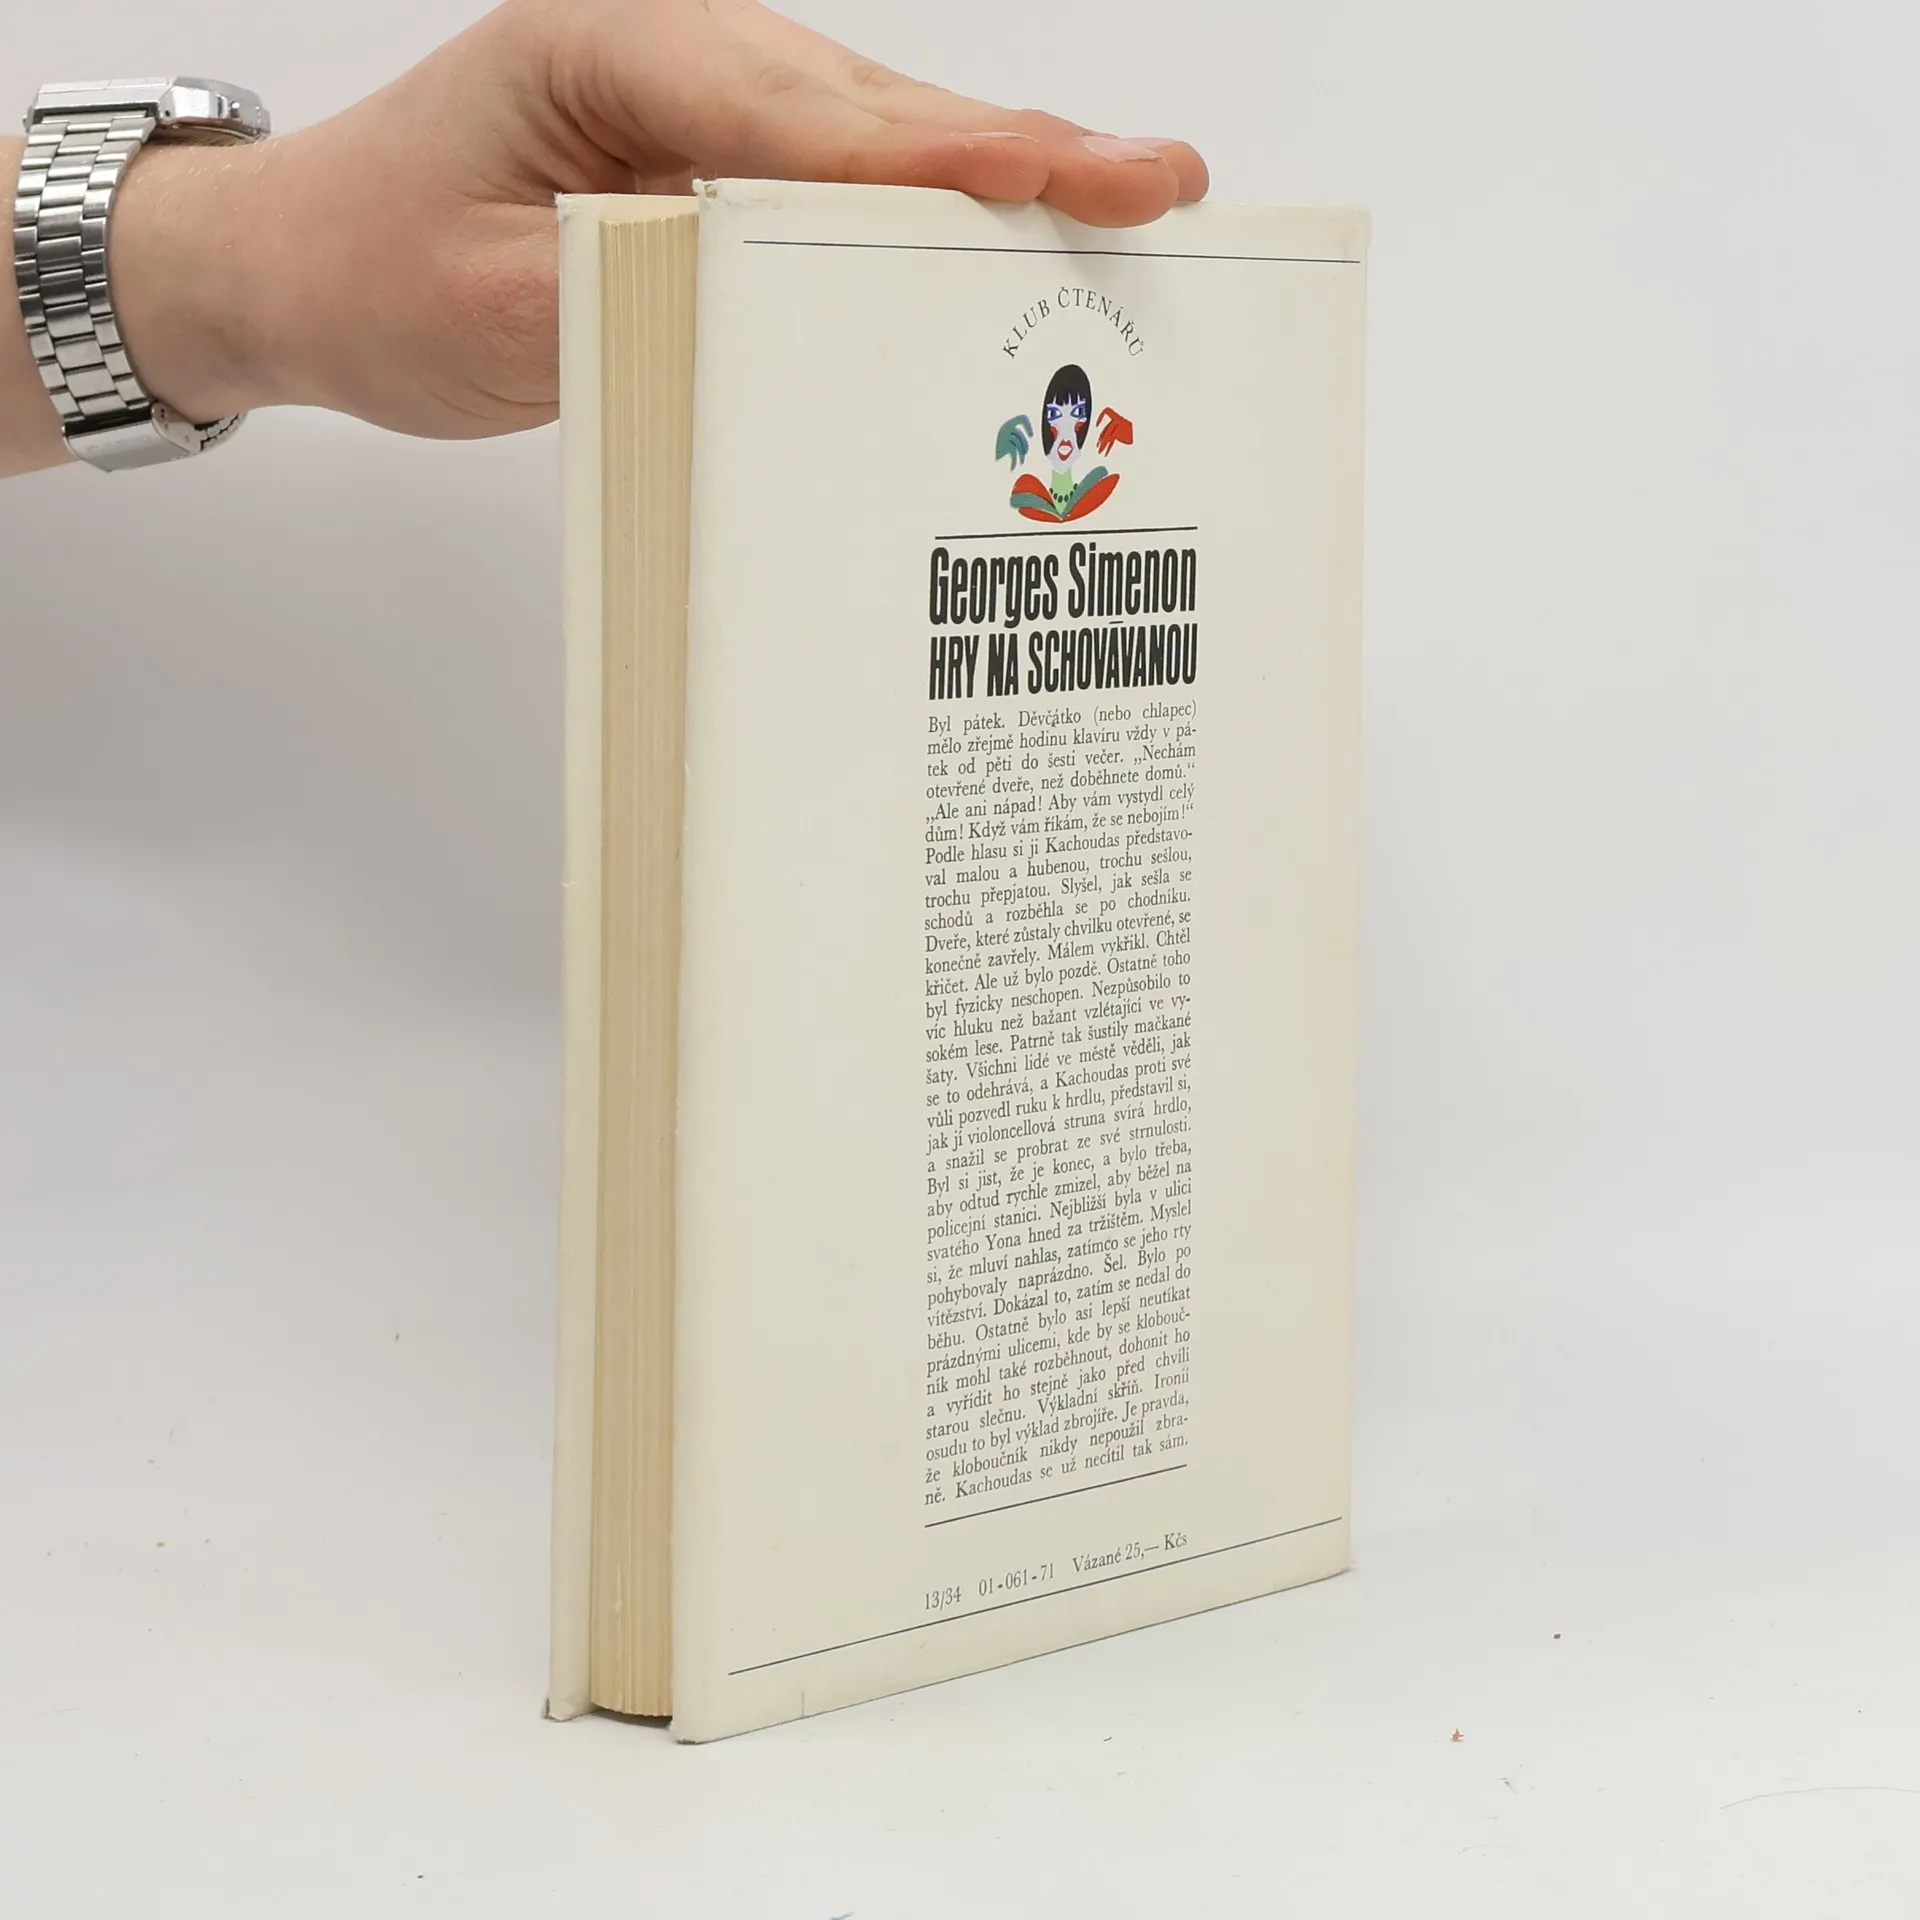 KLUB ČTENÁŘŮ
Georges Simenon
HRY NA SCHOVÁVANOU
Byl pátek. Děvčátko (nebo chlapec)
mělo zřejmě hodinu klavíru vždy v pá-
tek od pěti do šesti večer. „Nechám
otevřené dveře, než doběhnete domů.“
„Ale ani nápad! Aby vám vystydl celý
dům! Když vám říkám, že se nebojím!“
Podle hlasu si ji Kachoudas představo-
val malou a hubenou, trochu sešlou,
trochu přepjatou. Slyšel, jak sešla se
schodů a rozběhla se po chodníku.
Dveře, které zůstaly chvilku otevřené, se
konečně zavřely. Málem vykřikl. Chtěl
křičet. Ale už bylo pozdě. Ostatně toho
byl fyzicky neschopen. Nezpůsobilo to
víc hluku než bažant vzlétající ve vy-
sokém lese. Patrně tak šustily mačkané
šaty. Všichni lidé ve městě věděli, jak
se to odehrává, a Kachoudas proti své
vůli pozvedl ruku k hrdlu, představil si,
jak jí violoncellová struna svírá hrdlo,
a snažil se probrat ze své strnulosti.
Byl si jist, že je konec, a bylo třeba,
aby odtud rychle zmizel, aby běžel na
policejní stanici. Nejbližší byla v ulici
svatého Yona hned za tržištěm. Myslel
si, že mluví nahlas, zatímco se jeho rty
pohybovaly naprázdno. Šel. Bylo po
vítězství. Dokázal to, zatím se nedal do
běhu. Ostatně bylo asi lepší neutíkat
prázdnými ulicemi, kde by se klobouč-
ník mohl také rozběhnout, dohonit ho
a vyřídit ho stejně jako před chvílí
starou slečnu. Výkladní skříň. Ironií
osudu to byl výklad zbrojíře. Je pravda,
že kloboučník nikdy nepoužil zbra-
ně. Kachoudas se už necítil tak sám.
13/34 01-061-71 Vázané 25,— Kčs